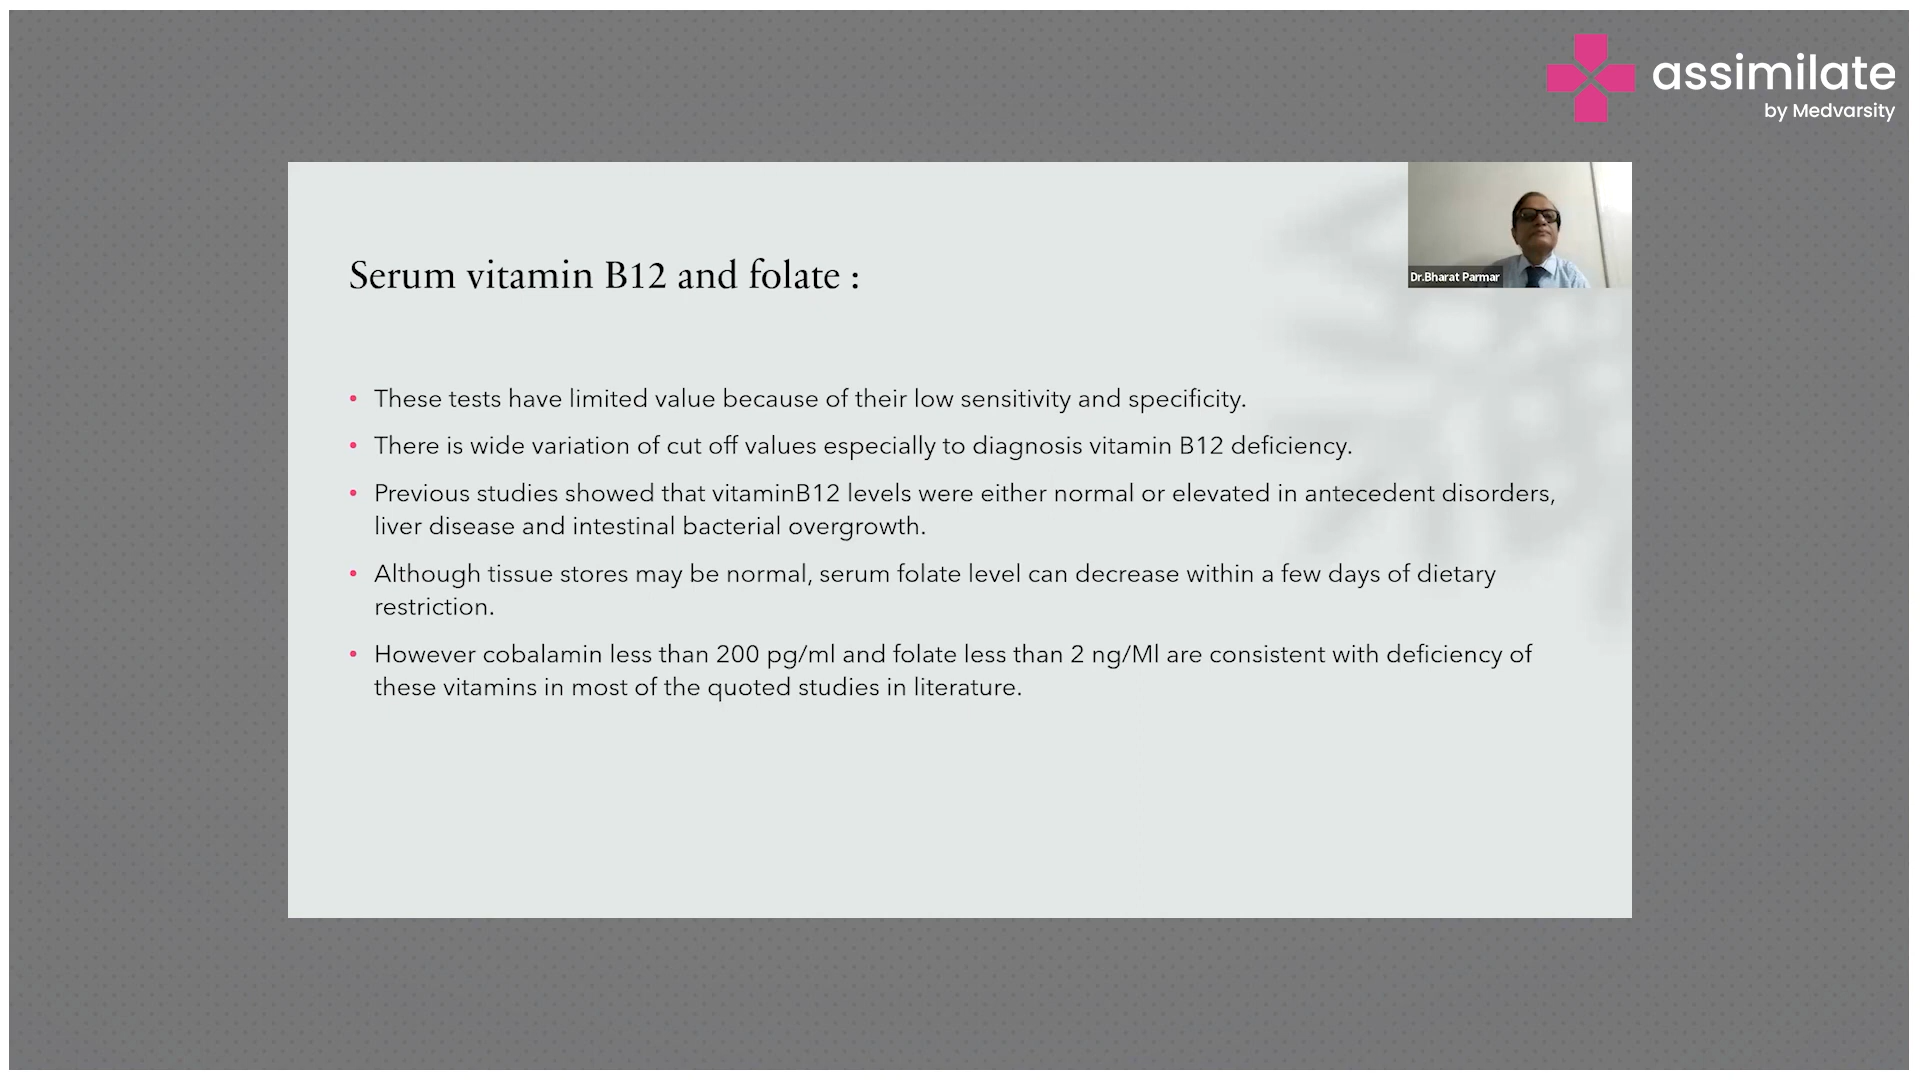 assimilate
by Medvarsity
Dr.Bharat Parmar
Serum vitamin B12 and folate :
• These tests have limited value because of their low sensitivity and specificity.
• There is wide variation of cut off values especially to diagnosis vitamin B12 deficiency.
• Previous studies showed that vitaminB12 levels were either normal or elevated in antecedent disorders,
liver disease and intestinal bacterial overgrowth.
• Although tissue stores may be normal, serum folate level can decrease within a few days of dietary
restriction.
• However cobalamin less than 200 pg/ml and folate less than 2 ng/Ml are consistent with deficiency of
these vitamins in most of the quoted studies in literature.